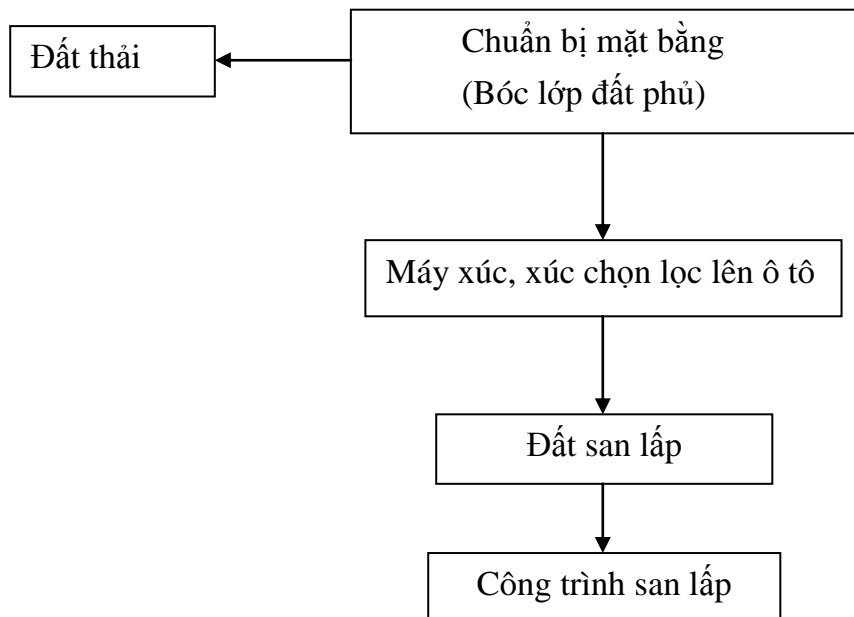 Đất thải
Chuẩn bị mặt bằng
(Bóc lớp đất phủ)
Máy xúc, xúc chọn lọc lên ô tô
Đất san lấp
Công trình san lấp